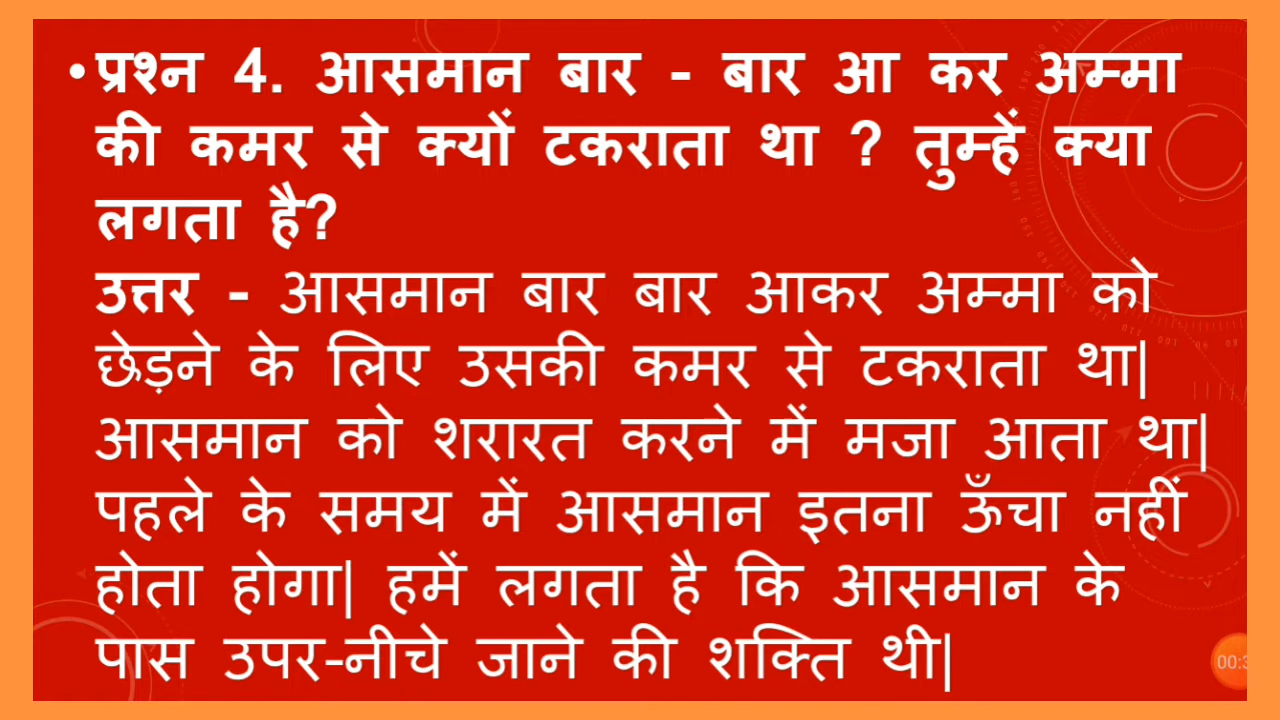 •प्रश्न 4. आसमान बार - बार आ कर अम्मा
की कमर से क्यों टकराता था ? तुम्हें क्या
लगता है?
उत्तर - आसमान बार बार आकर अम्मा को
छेड़ने के लिए उसकी कमर से टकराता था|
आसमान को शरारत करने में मजा आता था|
पहले के समय में आसमान इतना ऊँचा नहीं
होता होगा| हमें लगता है कि आसमान के
पास उपर-नीचे जाने की शक्ति थी|